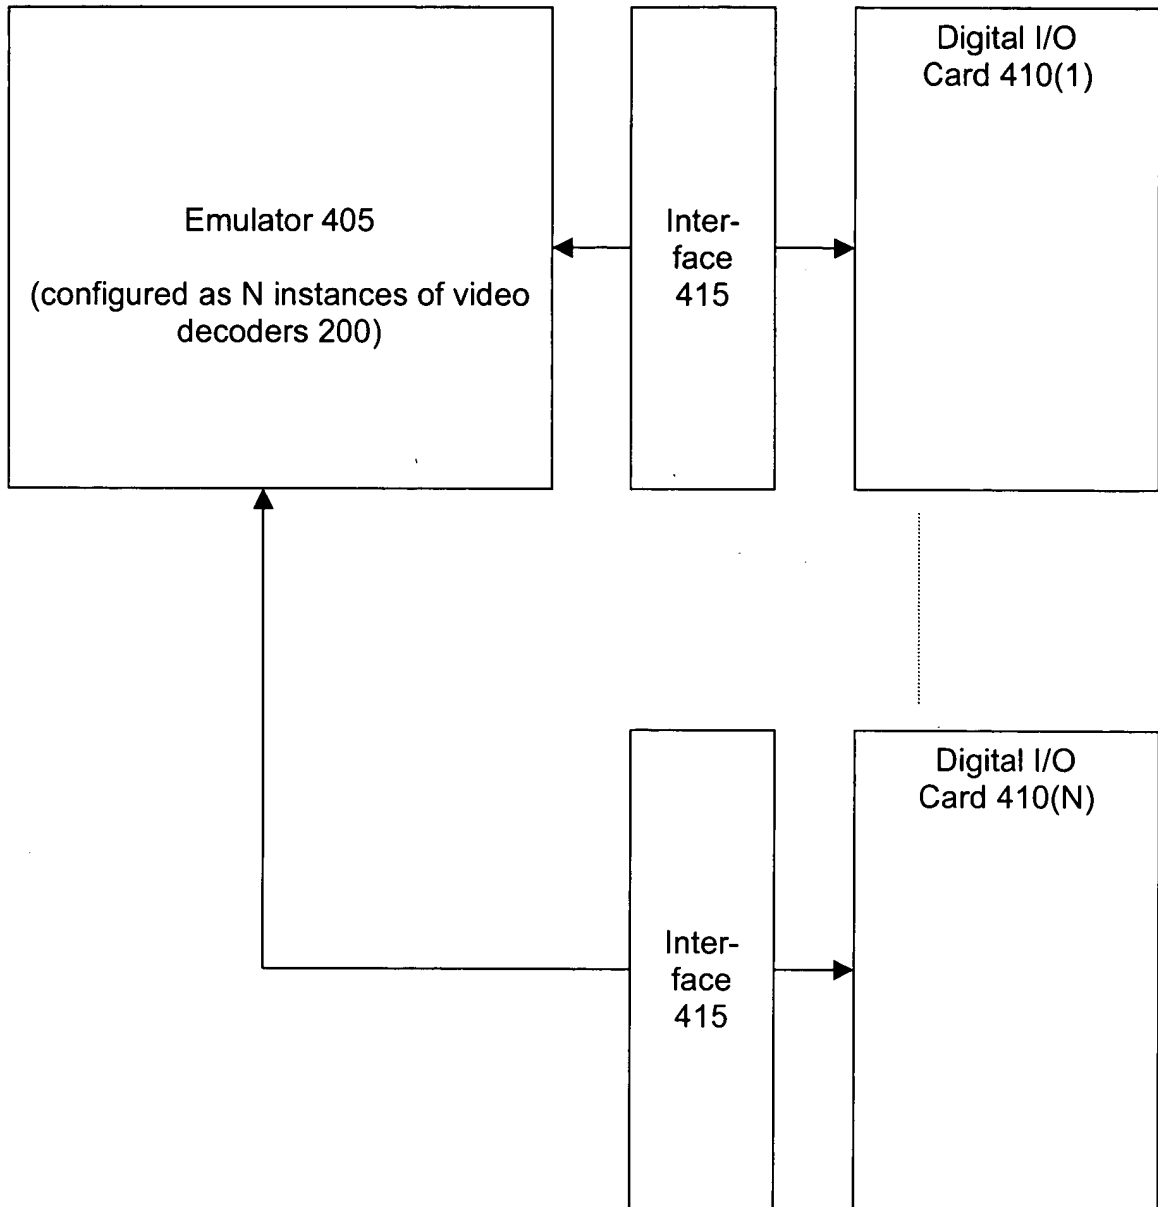 Digital I/O
Card 410(1)
Emulator 405
(configured as N instances of video
decoders 200)
Inter-
face
415
Digital I/O
Card 410(N)
Inter-
face
415